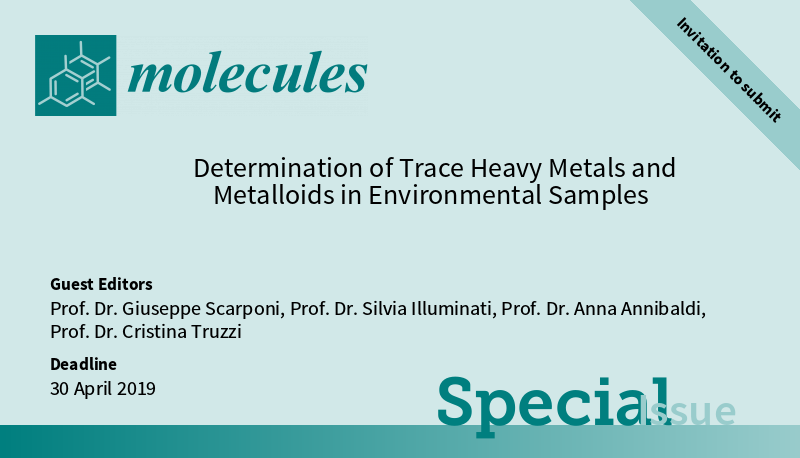 molecules
Invitation to submit
Determination of Trace Heavy Metals and
Metalloids in Environmental Samples
Guest Editors
Prof. Dr. Giuseppe Scarponi, Prof. Dr. Silvia Illuminati, Prof. Dr. Anna Annibaldi,
Prof. Dr. Cristina Truzzi
Deadline
30 April 2019
Special Issue